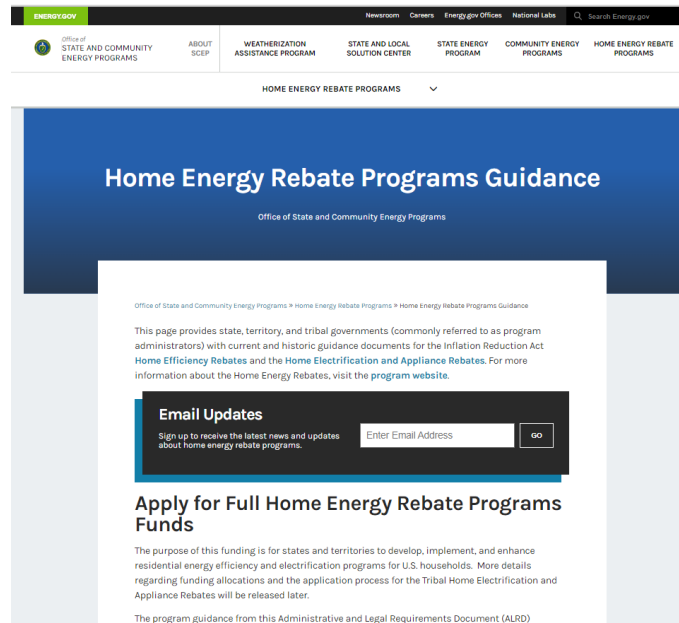 ENERGY.GOV
Newsroom Careers Energy.gov Offices National Labs Search Energy.gov
Office of
STATE AND COMMUNITY
ENERGY PROGRAMS
ABOUT
SCEP
WEATHERIZATION
ASSISTANCE PROGRAM
STATE AND LOCAL
SOLUTION CENTER
STATE ENERGY
PROGRAM
COMMUNITY ENERGY
PROGRAMS
HOME ENERGY REBATE
PROGRAMS
HOME ENERGY REBATE PROGRAMS
Home Energy Rebate Programs Guidance
Office of State and Community Energy Programs
Office of State and Community Energy Programs » Home Energy Rebate Programs » Home Energy Rebate Programs Guidance
This page provides state, territory, and tribal governments (commonly referred to as program
administrators) with current and historic guidance documents for the Inflation Reduction Act
Home Efficiency Rebates and the Home Electrification and Appliance Rebates. For more
information about the Home Energy Rebates, visit the program website.
Email Updates
Sign up to receive the latest news and updates
about home energy rebate programs.
Enter Email Address
GO
Apply for Full Home Energy Rebate Programs
Funds
The purpose of this funding is for states and territories to develop, implement, and enhance
residential energy efficiency and electrification programs for U.S. households. More details
regarding funding allocations and the application process for the Tribal Home Electrification and
Appliance Rebates will be released later.
The program guidance from this Administrative and Legal Requirements Document (ALRD)